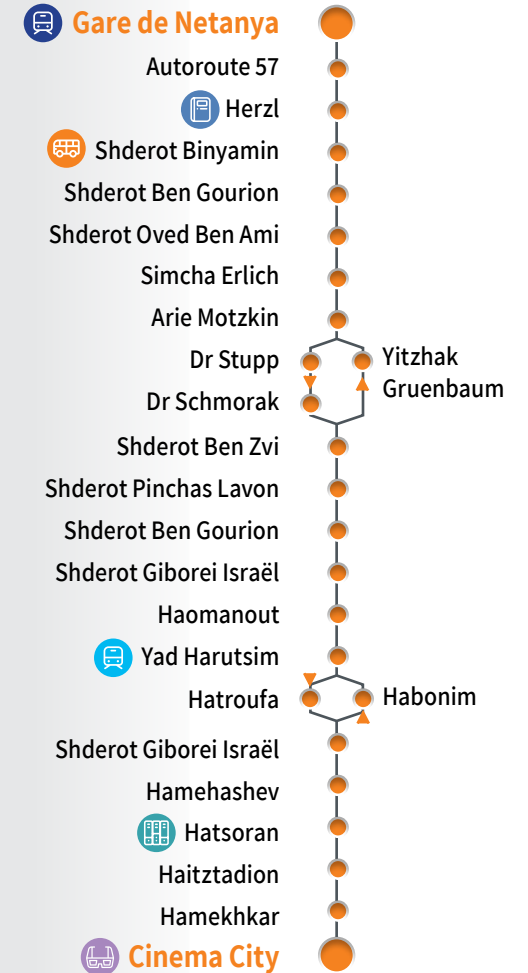 Gare de Netanya
Autoroute 57
Herzl
Shderot Binyamin
Shderot Ben Gourion
Shderot Oved Ben Ami
Simcha Erlich
Arie Motzkin
Dr Stupp
Yitzhak
Gruenbaum
Dr Schmorak
Shderot Ben Zvi
Shderot Pinchas Lavon
Shderot Ben Gourion
Shderot Giborei Israël
Haomanout
Yad Harutsim
Hatroufa
Habonim
Shderot Giborei Israël
Hamehashev
Hatsoran
Haitztadion
Hamekhkar
Cinema City